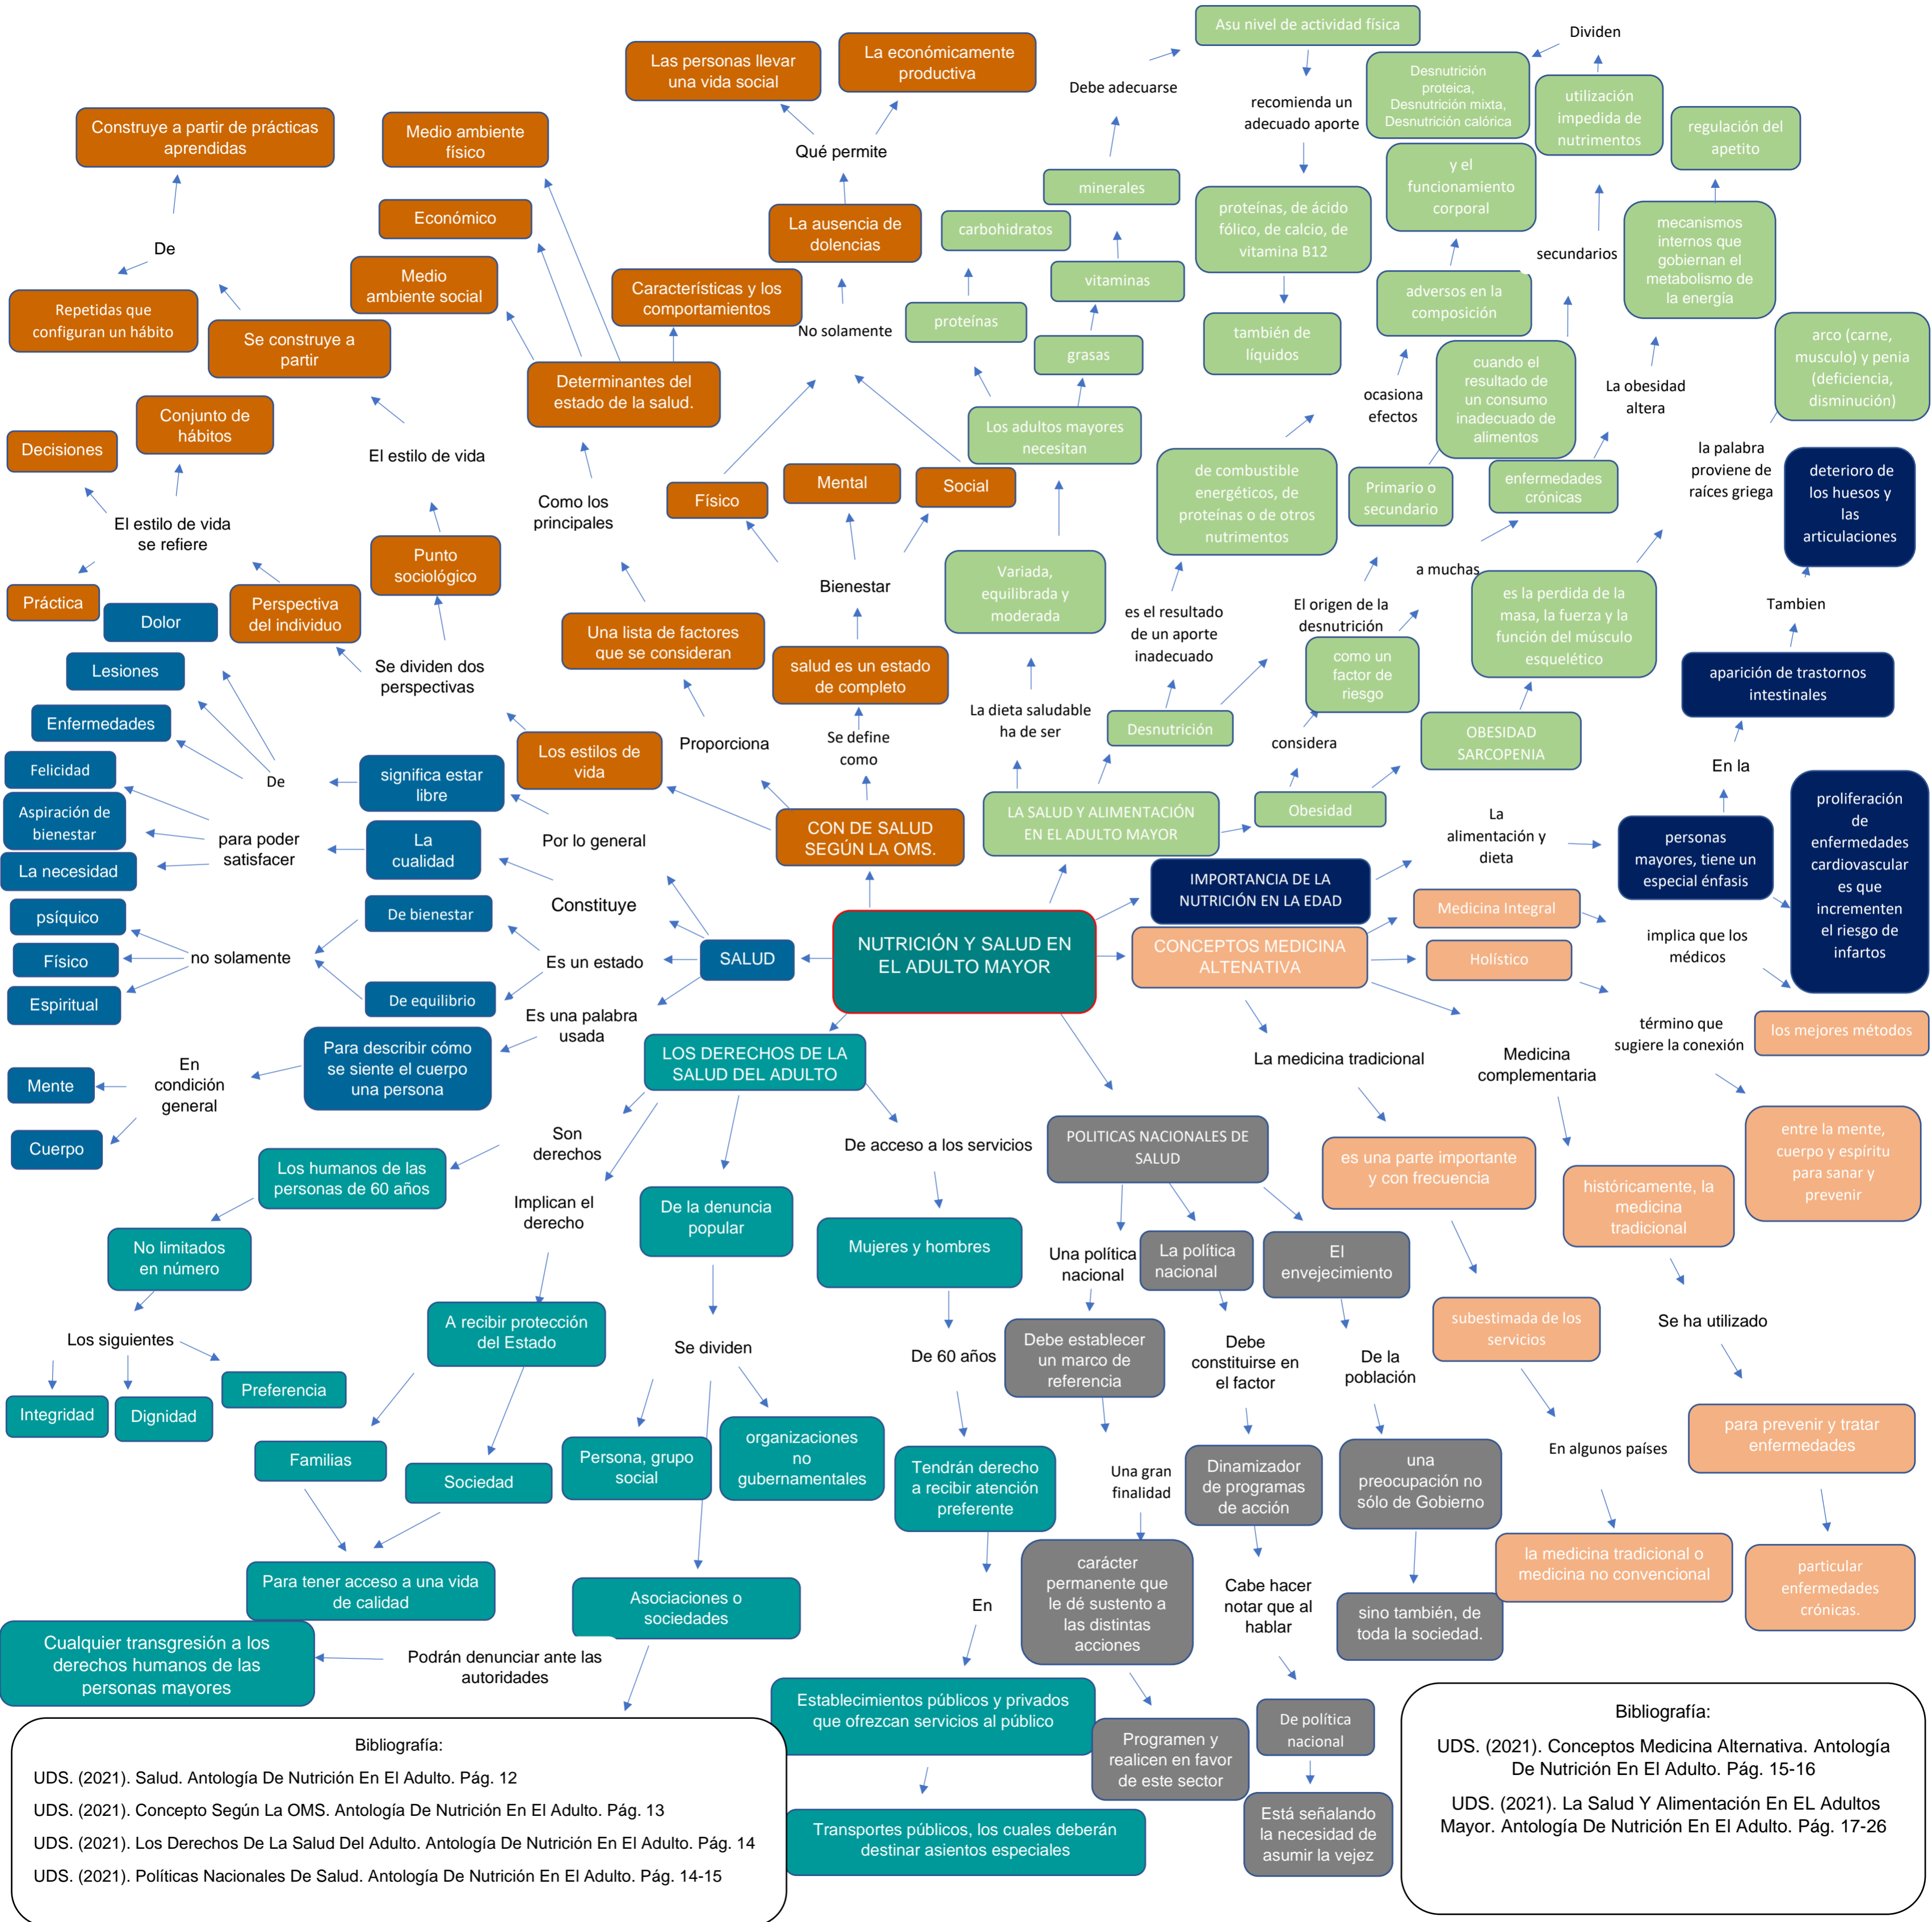 Asu nivel de actividad física
Dividen
Las personas llevar
una vida social
La económicamente
productiva
Debe adecuarse
Desnutrición
proteica,
Desnutrición mixta,
Desnutrición calórica
utilización
impedida de
nutrimentos
recomienda un
adecuado aporte
regulación del
apetito
Construye a partir de prácticas
aprendidas
Medio ambiente
físico
Qué permite
y el
funcionamiento
corporal
minerales
Económico
La ausencia de
dolencias
carbohidratos
proteínas, de ácido
fólico, de calcio, de
vitamina B12
mecanismos
internos que
gobiernan el
metabolismo de
la energía
De
secundarios
Medio
ambiente social
Características y los
comportamientos
vitaminas
adversos en la
composición
Repetidas que
configuran un hábito
Se construye a
partir
No solamente
proteínas
también de
líquidos
grasas
arco (carne,
musculo) y penia
(deficiencia,
disminución)
cuando el
resultado de
un consumo
inadecuado de
alimentos
Determinantes del
estado de la salud.
ocasiona
efectos
La obesidad
altera
Conjunto de
hábitos
Decisiones
El estilo de vida
Los adultos mayores
necesitan
la palabra
proviene de
raíces griega
deterioro de
los huesos y
las
articulaciones
Físico
Mental
Social
de combustible
energéticos, de
proteínas o de otros
nutrimentos
Primario o
secundario
enfermedades
crónicas
Como los
principales
El estilo de vida
se refiere
Punto
sociológico
Bienestar
Variada,
equilibrada y
moderada
a muchas
Práctica
Dolor
Perspectiva
del individuo
es el resultado
de un aporte
inadecuado
El origen de la
desnutrición
es la perdida de la
masa, la fuerza y la
función del músculo
esquelético
Tambien
Una lista de factores
que se consideran
Lesiones
Se dividen dos
perspectivas
salud es un estado
de completo
como un
factor de
riesgo
aparición de trastornos
intestinales
Enfermedades
Proporciona
Se define
como
La dieta saludable
ha de ser
Desnutrición
considera
OBESIDAD
SARCOPENIA
Felicidad
De
significa estar
libre
Los estilos de
vida
En la
Aspiración de
bienestar
para poder
satisfacer
La
cualidad
Por lo general
CON DE SALUD
SEGÚN LA OMS.
LA SALUD Y ALIMENTACIÓN
EN EL ADULTO MAYOR
Obesidad
La
alimentación y
dieta
personas
mayores, tiene un
especial énfasis
proliferación
de
enfermedades
cardiovascular
es que
incrementen
el riesgo de
infartos
La necesidad
IMPORTANCIA DE LA
NUTRICIÓN EN LA EDAD
psíquico
De bienestar
Constituye
Medicina Integral
no solamente
Físico
Es un estado
SALUD
NUTRICIÓN Y SALUD EN
EL ADULTO MAYOR
CONCEPTOS MEDICINA
ALTENATIVA
Holístico
implica que los
médicos
Espiritual
De equilibrio
Es una palabra
usada
término que
sugiere la conexión
los mejores métodos
Para describir cómo
se siente el cuerpo
una persona
LOS DERECHOS DE LA
SALUD DEL ADULTO
La medicina tradicional
Medicina
complementaria
Mente
En
condición
general
Cuerpo
Son
derechos
De acceso a los servicios
POLITICAS NACIONALES DE
SALUD
es una parte importante
y con frecuencia
entre la mente,
cuerpo y espíritu
para sanar y
prevenir
Los humanos de las
personas de 60 años
Implican el
derecho
De la denuncia
popular
históricamente, la
medicina
tradicional
No limitados
en número
Mujeres y hombres
Una política
nacional
La política
nacional
El
envejecimiento
Los siguientes
A recibir protección
del Estado
Se dividen
De 60 años
Debe establecer
un marco de
referencia
Debe
constituirse en
el factor
De la
población
subestimada de los
servicios
Se ha utilizado
Integridad
Dignidad
Preferencia
Familias
Sociedad
Persona, grupo
social
organizaciones
no
gubernamentales
Tendrán derecho
a recibir atención
preferente
Una gran
finalidad
Dinamizador
de programas
de acción
una
preocupación no
sólo de Gobierno
En algunos países
para prevenir y tratar
enfermedades
Para tener acceso a una vida
de calidad
Asociaciones o
sociedades
En
carácter
permanente que
le dé sustento a
las distintas
acciones
Cabe hacer
notar que al
hablar
sino también, de
toda la sociedad.
la medicina tradicional o
medicina no convencional
particular
enfermedades
crónicas.
Cualquier transgresión a los
derechos humanos de las
personas mayores
Podrán denunciar ante las
autoridades
Establecimientos públicos y privados
que ofrezcan servicios al público
Programen y
realicen en favor
de este sector
De política
nacional
Transportes públicos, los cuales deberán
destinar asientos especiales
Está señalando
la necesidad de
asumir la vejez
Bibliografía:
UDS. (2021). Salud. Antología De Nutrición En El Adulto. Pág. 12
UDS. (2021). Concepto Según La OMS. Antología De Nutrición En El Adulto. Pág. 13
UDS. (2021). Los Derechos De La Salud Del Adulto. Antología De Nutrición En El Adulto. Pág. 14
UDS. (2021). Políticas Nacionales De Salud. Antología De Nutrición En El Adulto. Pág. 14-15
Bibliografía:
UDS. (2021). Conceptos Medicina Alternativa. Antología
De Nutrición En El Adulto. Pág. 15-16
UDS. (2021). La Salud Y Alimentación En EL Adultos
Mayor. Antología De Nutrición En El Adulto. Pág. 17-26